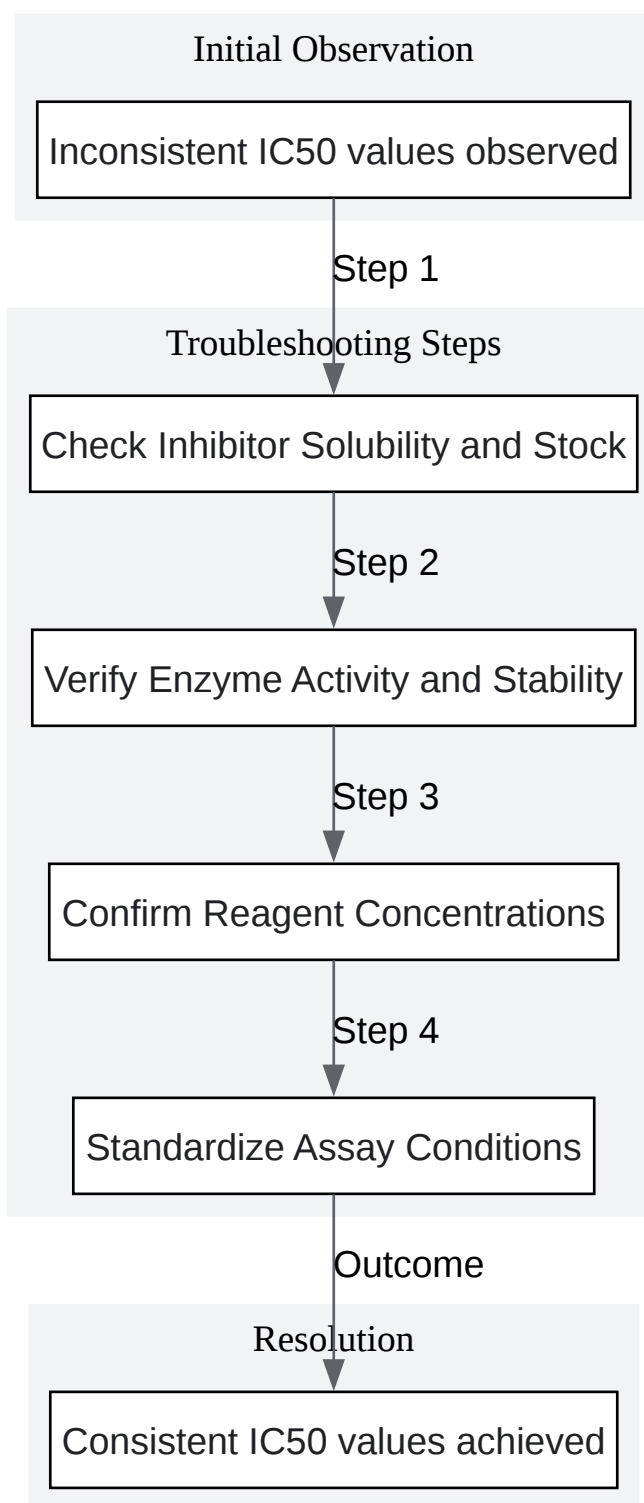 Initial Observation
Inconsistent IC50 values observed
Step 1
Troubleshooting Steps
Check Inhibitor Solubility and Stock
Step 2
Verify Enzyme Activity and Stability
Step 3
Confirm Reagent Concentrations
Step 4
Standardize Assay Conditions
Outcome
Resolution
Consistent IC50 values achieved